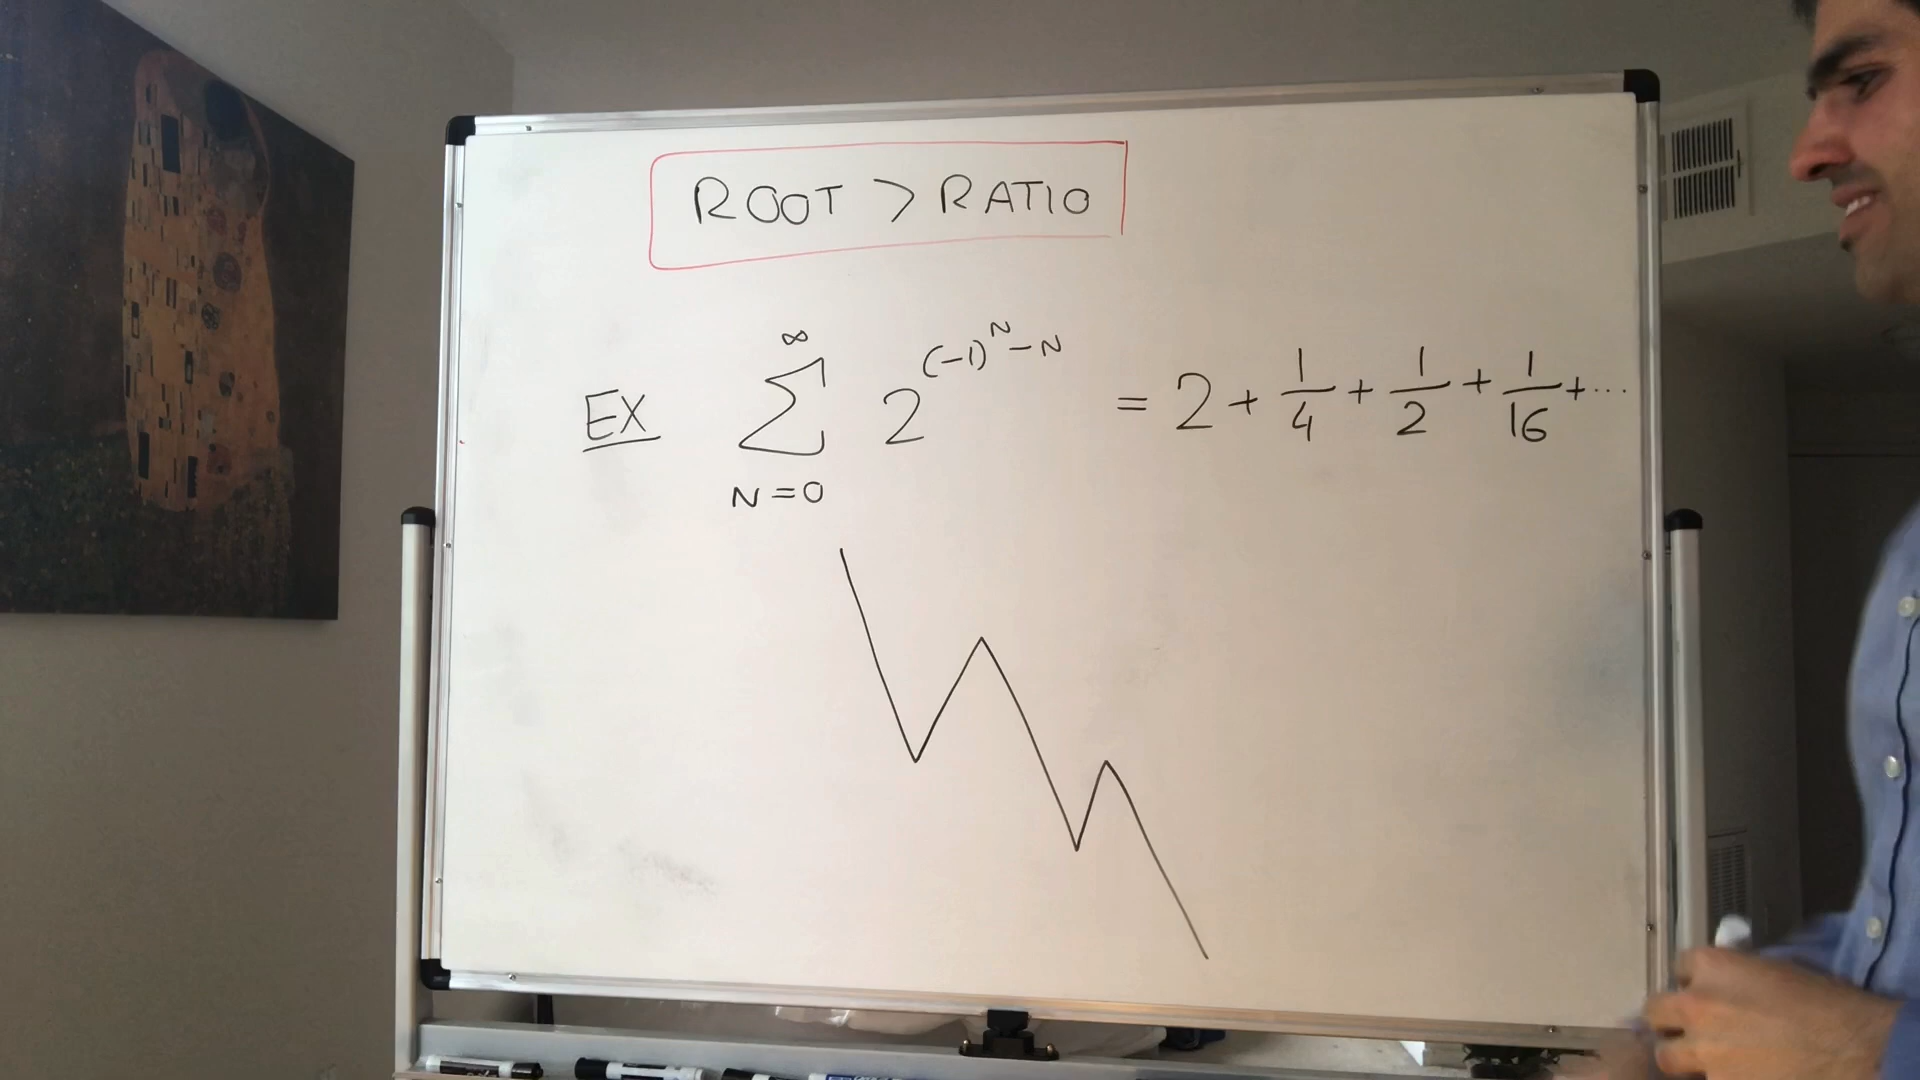 ROOT > RATIO
EX ∑_{N=0}^{∞} 2^{(-1)^N - N} = 2 + 1/4 + 1/2 + 1/16 + ...